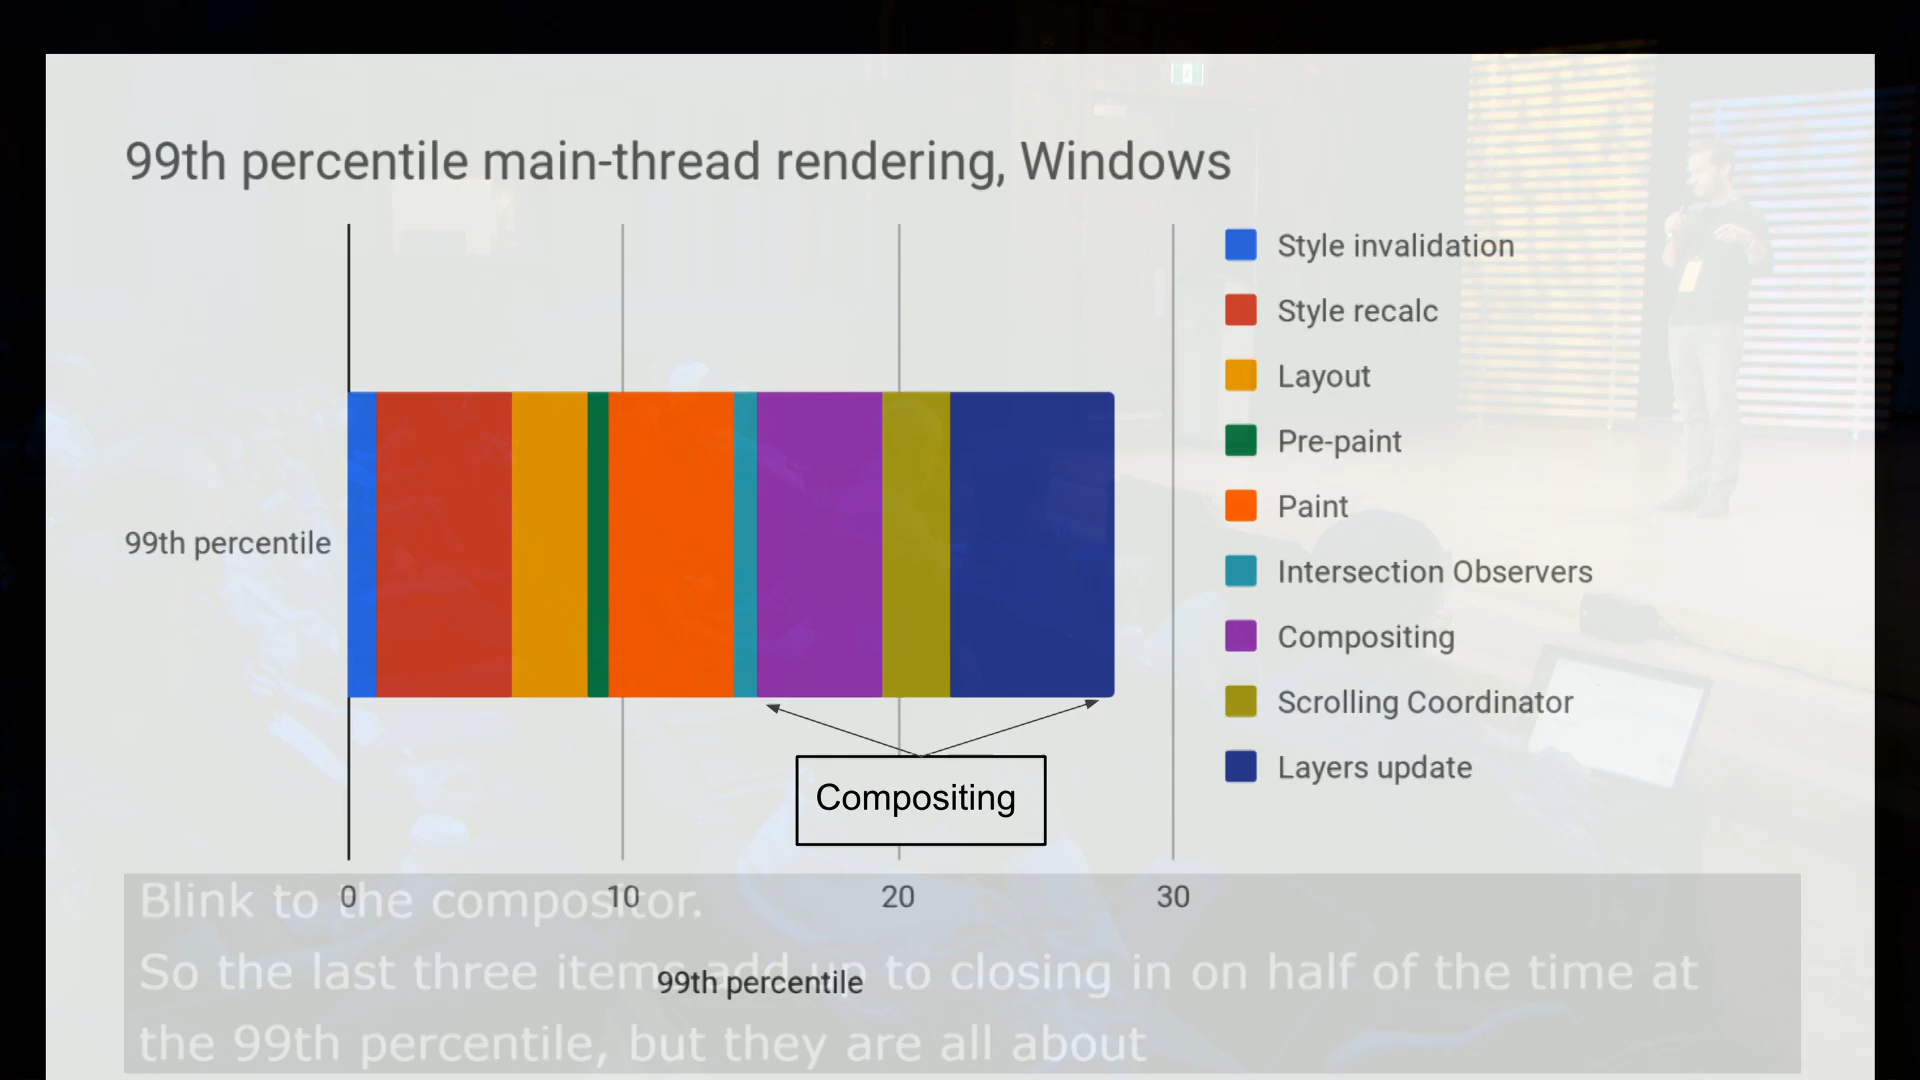 99th percentile main-thread rendering, Windows
Style invalidation
Style recalc
Layout
Pre-paint
Paint
Intersection Observers
Compositing
Scrolling Coordinator
Layers update
99th percentile
Compositing
0 10 20 30
99th percentile
Blink to the compositor.
So the last three items add up to closing in on half of the time at
the 99th percentile, but they are all about